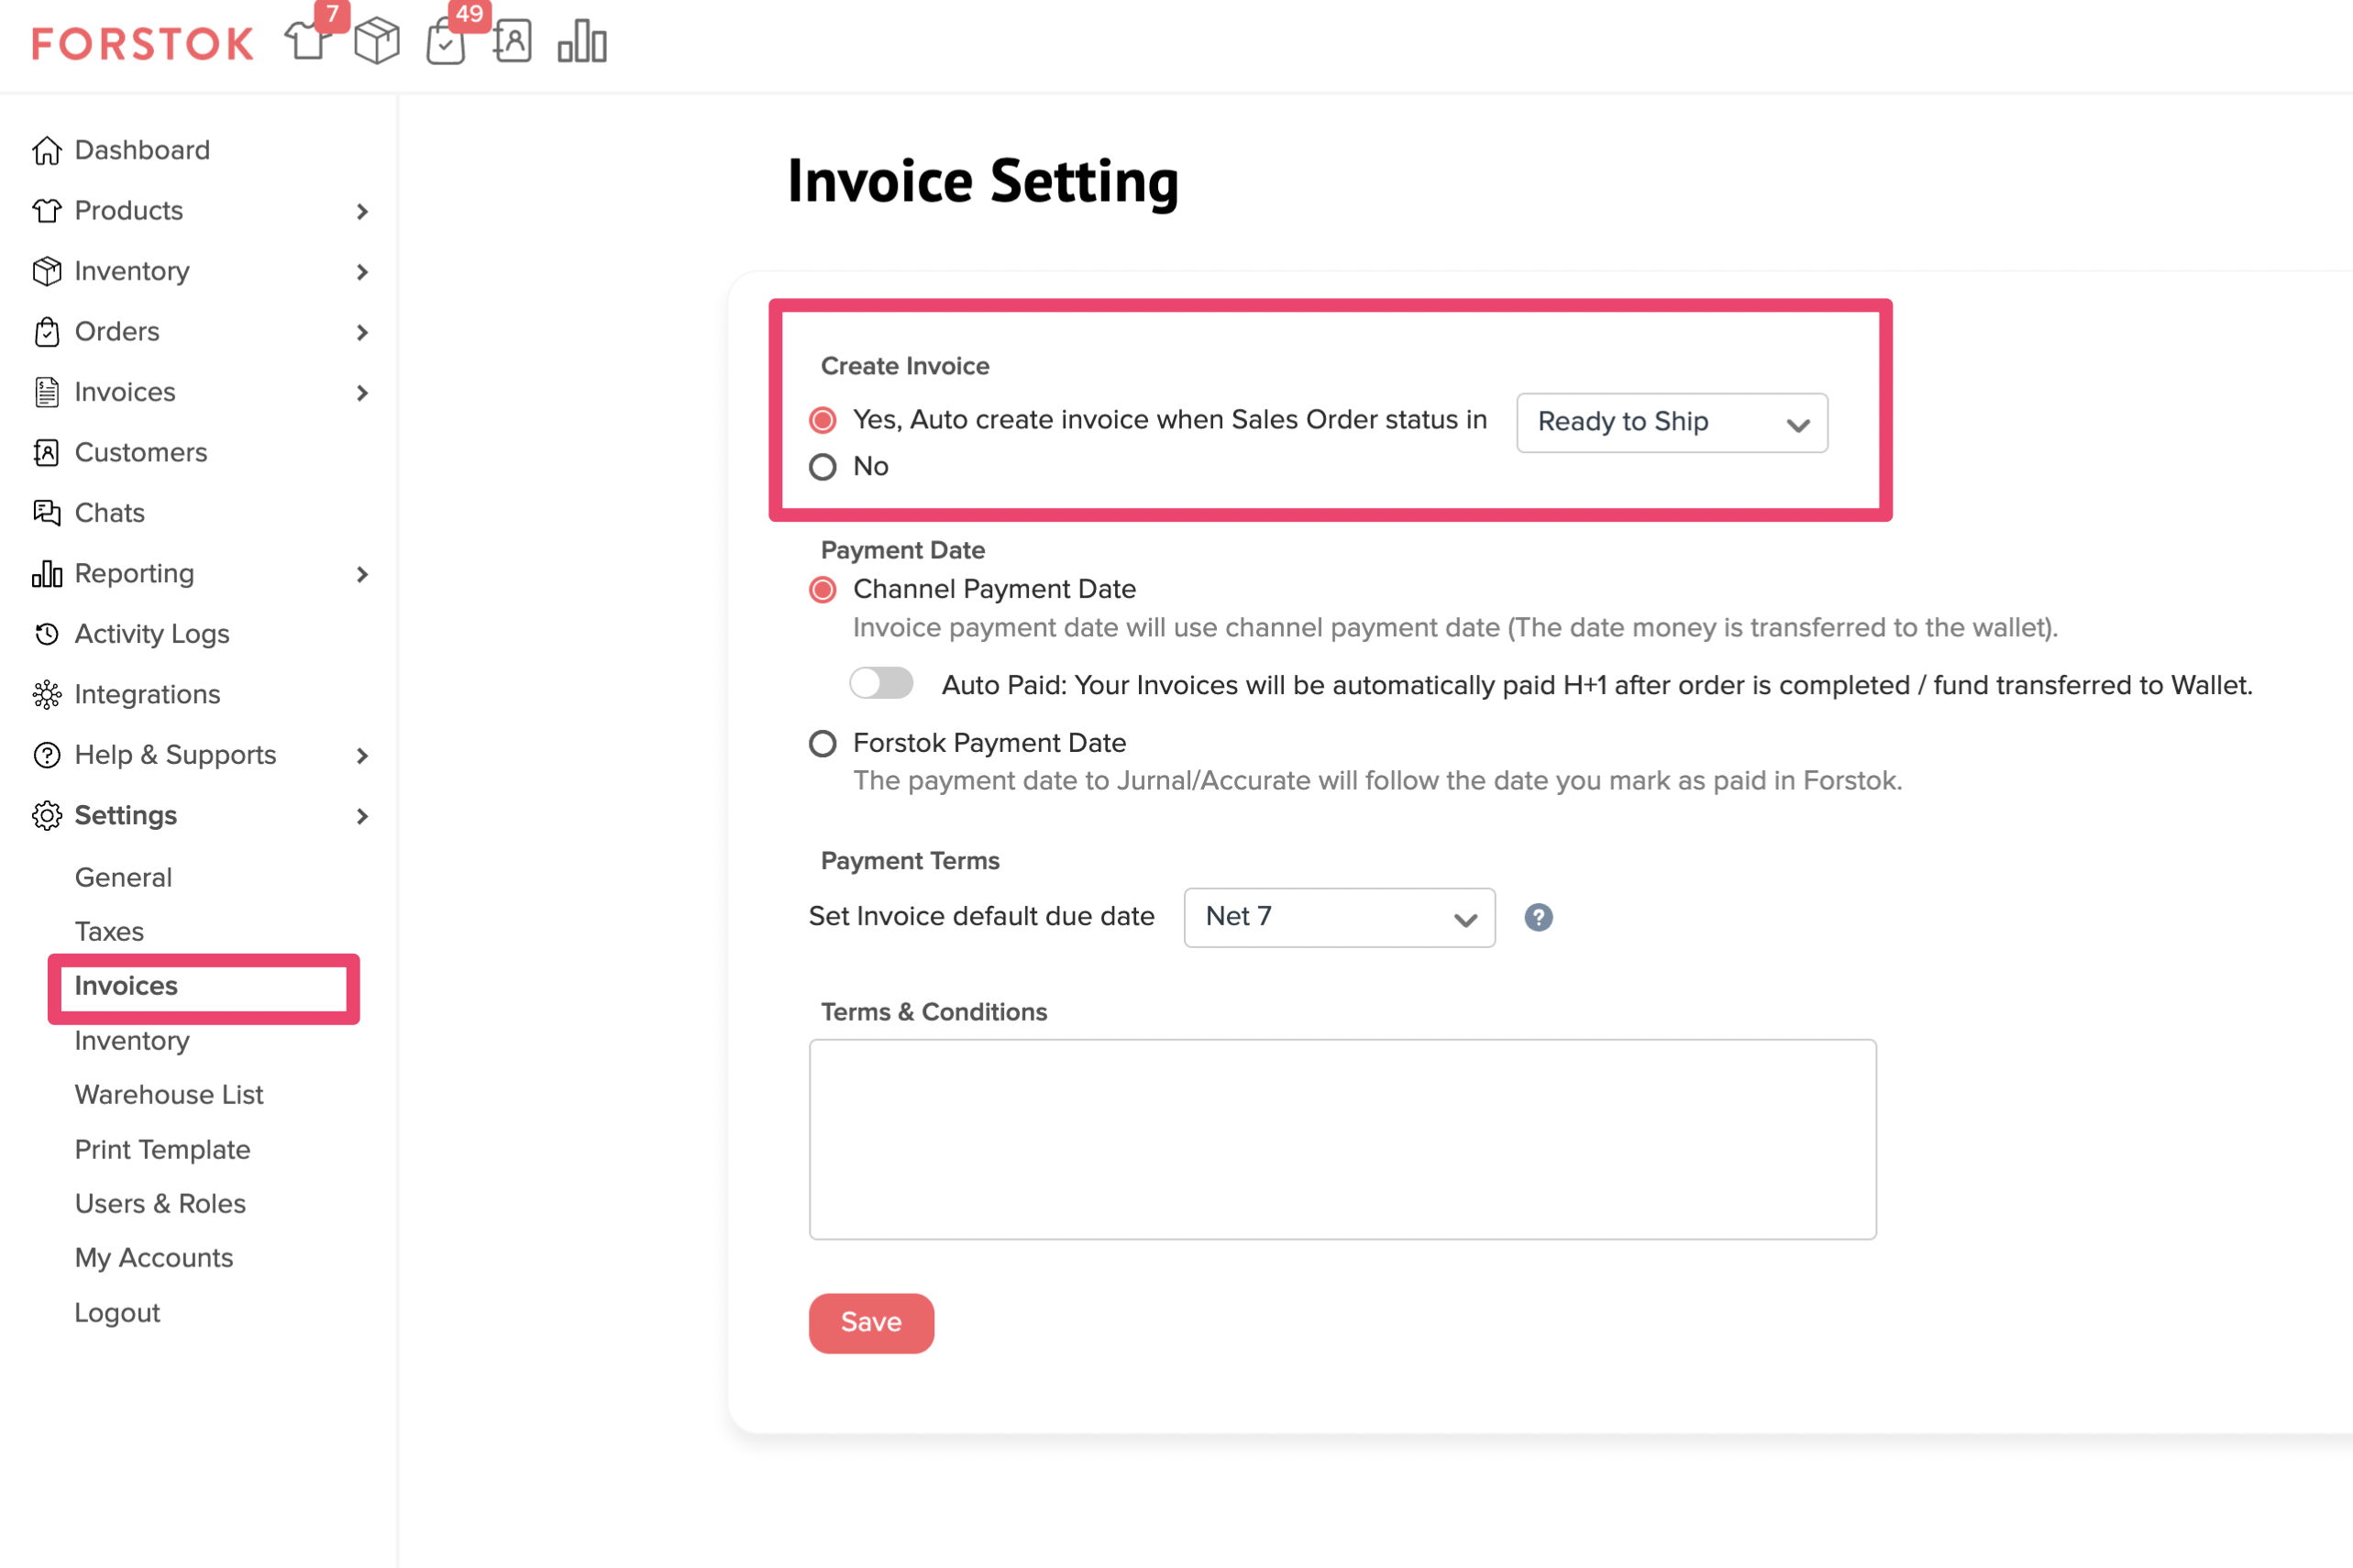 FORSTOK
7
49
Dashboard
Products
Inventory
Orders
Invoices
Customers
Chats
Reporting
Activity Logs
Integrations
Help & Supports
Settings
General
Taxes
Invoices
Inventory
Warehouse List
Print Template
Users & Roles
My Accounts
Logout
Invoice Setting
Create Invoice
Yes, Auto create invoice when Sales Order status in Ready to Ship
No
Payment Date
Channel Payment Date
Invoice payment date will use channel payment date (The date money is transferred to the wallet).
Auto Paid: Your Invoices will be automatically paid H+1 after order is completed / fund transferred to Wallet.
Forstok Payment Date
The payment date to Jurnal/Accurate will follow the date you mark as paid in Forstok.
Payment Terms
Set Invoice default due date Net 7 ?
Terms & Conditions
Save